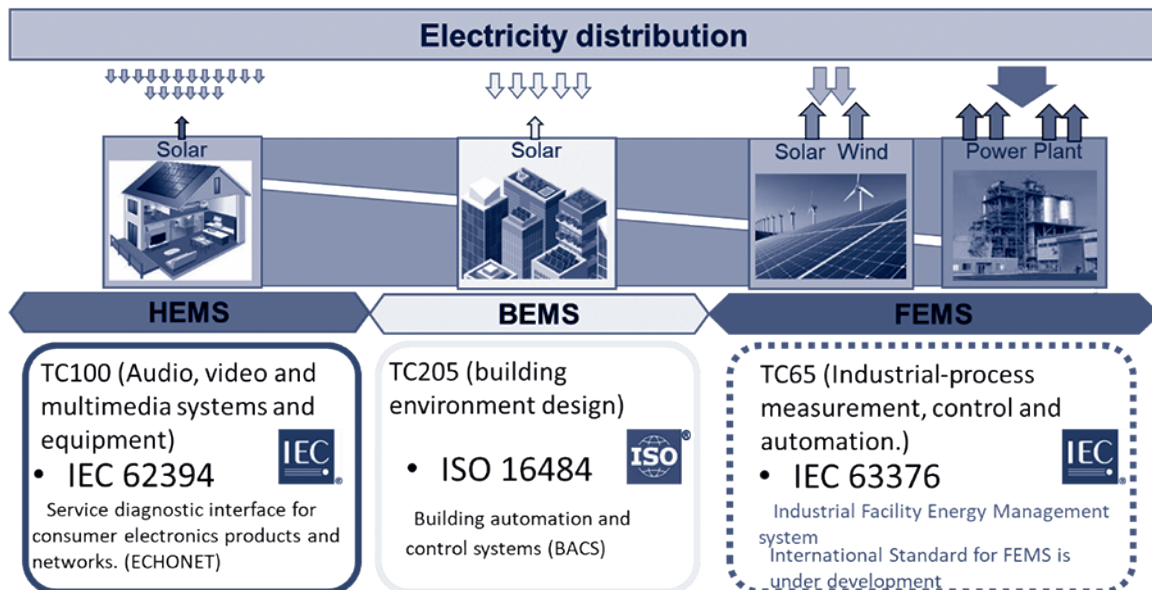 Electricity distribution
Solar
Solar
Solar Wind
Power Plant
HEMS
BEMS
FEMS
TC100 (Audio, video and
multimedia systems and
equipment)
IEC
®
• IEC 62394
Service diagnostic interface for
consumer electronics products and
networks. (ECHONET)
TC205 (building
environment design)
ISO
®
• ISO 16484
Building automation and
control systems (BACS)
TC65 (Industrial-process
measurement, control and
automation.)
IEC
®
• IEC 63376
Industrial Facility Energy Management
system
International Standard for FEMS is
under development